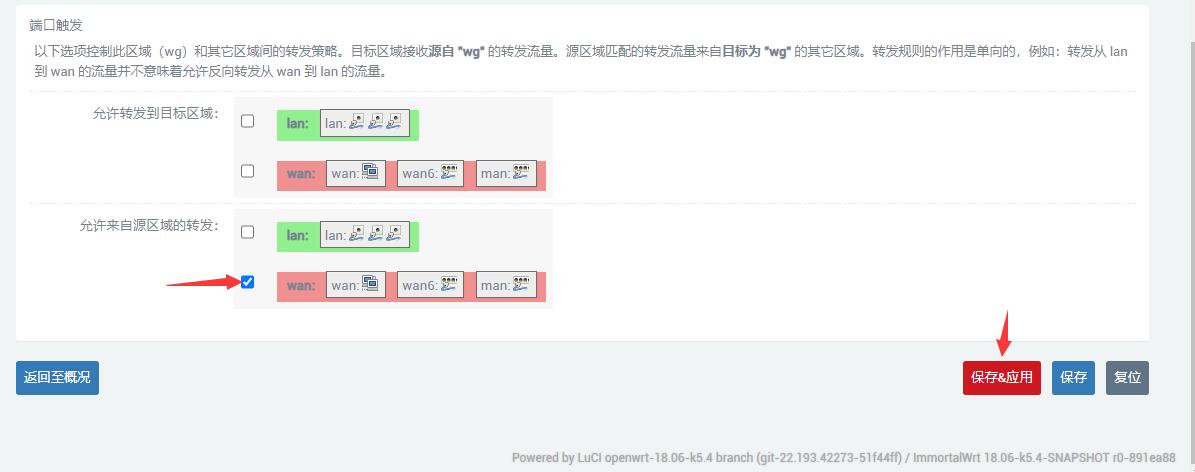 端口触发
以下选项控制此区域（wg）和其它区域间的转发策略。目标区域接收源自 "wg" 的转发流量。源区域匹配的转发流量来自目标为 "wg" 的其它区域。转发规则的作用是单向的，例如：转发从 lan
到 wan 的流量并不意味着允许反向转发从 wan 到 lan 的流量。
允许转发到目标区域： lan: lan:
wan: wan: wan6: man:
允许来自源区域的转发： lan: lan:
wan: wan: wan6: man:
返回至概况 保存&应用 保存 复位
Powered by LuCI openwrt-18.06-k5.4 branch (git-22.193.42273-51f44ff) / ImmortalWrt 18.06-k5.4-SNAPSHOT r0-891ea88